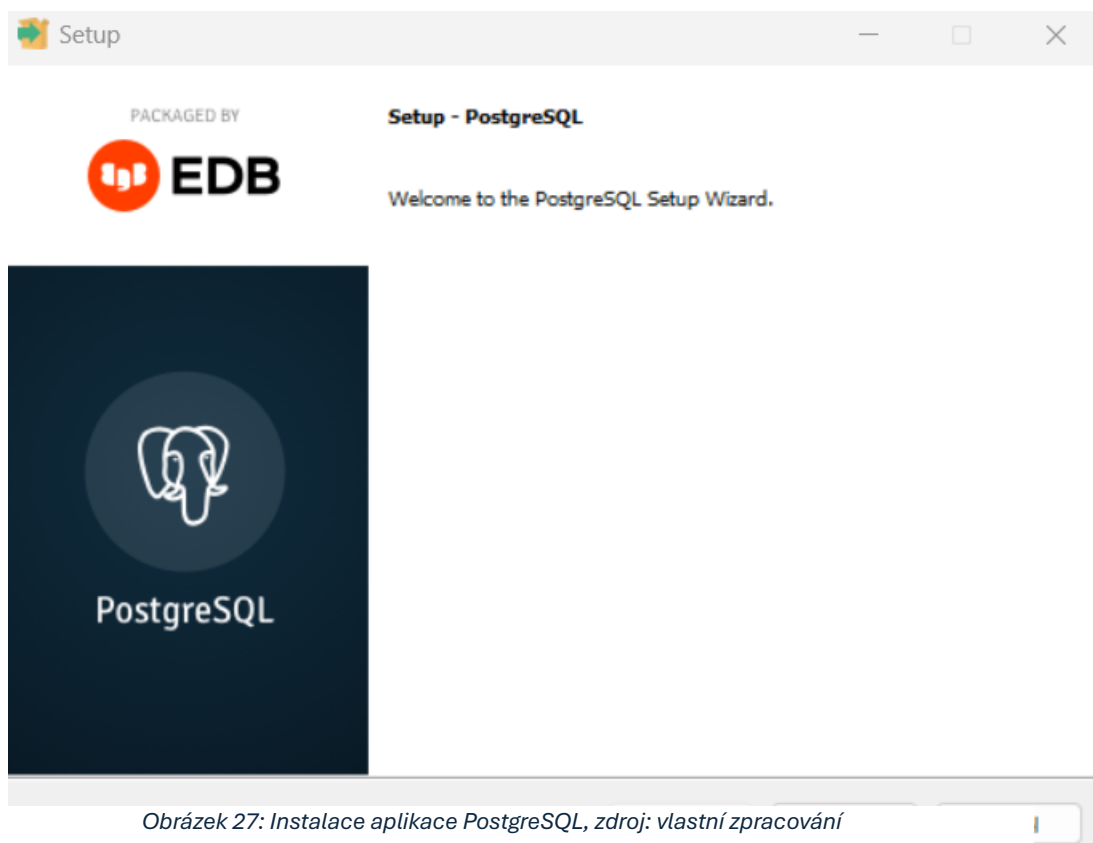 Setup
PACKAGED BY
EDB
Setup - PostgreSQL
Welcome to the PostgreSQL Setup Wizard.
PostgreSQL
Obrázek 27: Instalace aplikace PostgreSQL, zdroj: vlastní zpracování